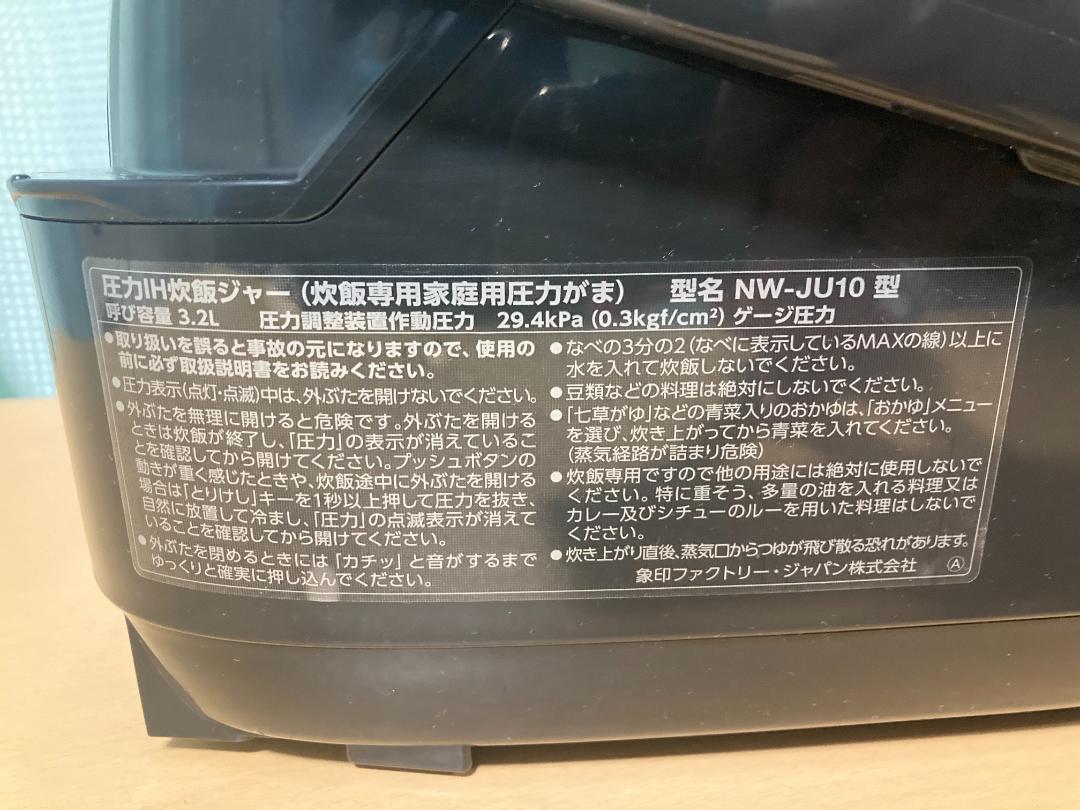 圧力IH炊飯ジャー（炊飯専用家庭用圧力がま） 型名 NW-JU10 型
呼び容量 3.2L 圧力調整装置作動圧力 29.4kPa (0.3kgf/cm²) ゲージ圧力
●取り扱いを誤ると事故の元になりますので、使用の
前に必ず取扱説明書をお読みください。
●圧力表示(点灯・点滅)中は、外ぶたを開けないでください。
●外ぶたを無理に開けると危険です。外ぶたを開ける
ときは炊飯が終了し、「圧力」の表示が消えているこ
とを確認してから開けてください。プッシュボタンの
動きが重く感じたときや、炊飯途中に外ぶたを開ける
場合は「とりけし」キーを1秒以上押して圧力を抜き、
自然に放置して冷まし、「圧力」の点滅表示が消えて
いることを確認してから開けてください。
●外ぶたを閉めるときには「カチッ」と音がするまで
ゆっくりと確実に押し込んでください。
●なべの3分の2(なべに表示しているMAXの線)以上に
水を入れて炊飯しないでください。
●豆類などの料理は絶対にしないでください。
●「七草がゆ」などの青菜入りのおかゆは、「おかゆ」メニュー
を選び、炊き上がってから青菜を入れてください。
(蒸気経路が詰まり危険)
●炊飯専用ですので他の用途には絶対に使用しないで
ください。特に重そう、多量の油を入れる料理又は
カレー及びシチューのルーを用いた料理はしないで
ください。
●炊き上がり直後、蒸気口からつゆが飛び散る恐れがあります。
象印ファクトリー・ジャパン株式会社 Ⓐ